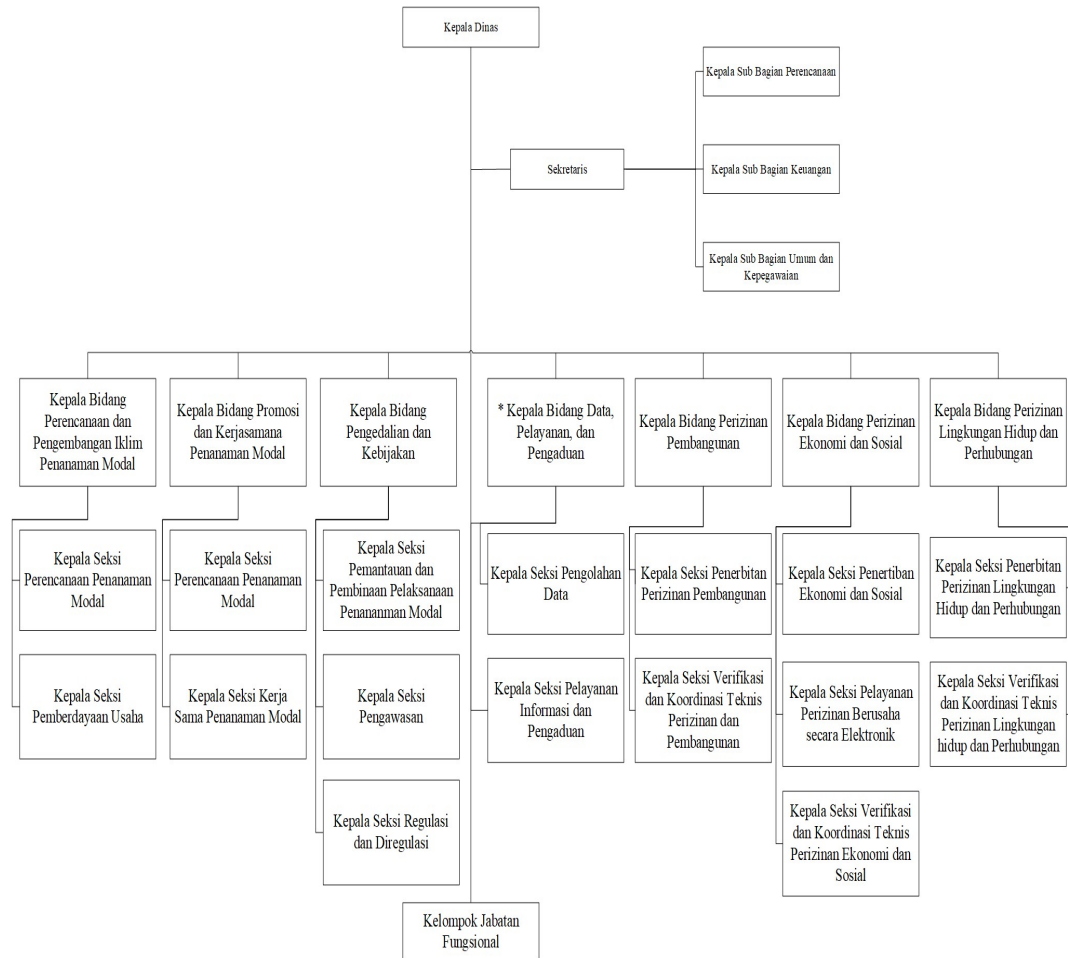 Kepala Dinas
Kepala Sub Bagian Perencanaan
Sekretaris
Kepala Sub Bagian Keuangan
Kepala Sub Bagian Umum dan
Kepegawaian
Kepala Bidang
Perencanaan dan
Pengembangan Iklim
Penanaman Modal
Kepala Bidang Promosi
dan Kerjasamana
Penanaman Modal
Kepala Bidang
Pengedalian dan
Kebijakan
* Kepala Bidang Data,
Pelayanan, dan
Pengaduan
Kepala Bidang Perizinan
Pembangunan
Kepala Bidang Perizinan
Ekonomi dan Sosial
Kepala Bidang Perizinan
Lingkungan Hidup dan
Perhubungan
Kepala Seksi
Perencanaan Penanaman
Modal
Kepala Seksi
Perencanaan Penanaman
Modal
Kepala Seksi
Pemantauan dan
Pembinaan Pelaksanaan
Penananman Modal
Kepala Seksi Pengolahan
Data
Kepala Seksi Penerbitan
Perizinan Pembangunan
Kepala Seksi Penertiban
Ekonomi dan Sosial
Kepala Seksi Penerbitan
Perizinan Lingkungan
Hidup dan Perhubungan
Kepala Seksi
Pemberdayaan Usaha
Kepala Seksi Kerja
Sama Penanaman Modal
Kepala Seksi
Pengawasan
Kepala Seksi Pelayanan
Informasi dan
Pengaduan
Kepala Seksi Verifikasi
dan Koordinasi Teknis
Perizinan dan
Pembangunan
Kepala Seksi Pelayanan
Perizinan Berusaha
secara Elektronik
Kepala Seksi Verifikasi
dan Koordinasi Teknis
Perizinan Lingkungan
hidup dan Perhubungan
Kepala Seksi Regulasi
dan Diregulasi
Kepala Seksi Verifikasi
dan Koordinasi Teknis
Perizinan Ekonomi dan
Sosial
Kelompok Jabatan
Fungsional